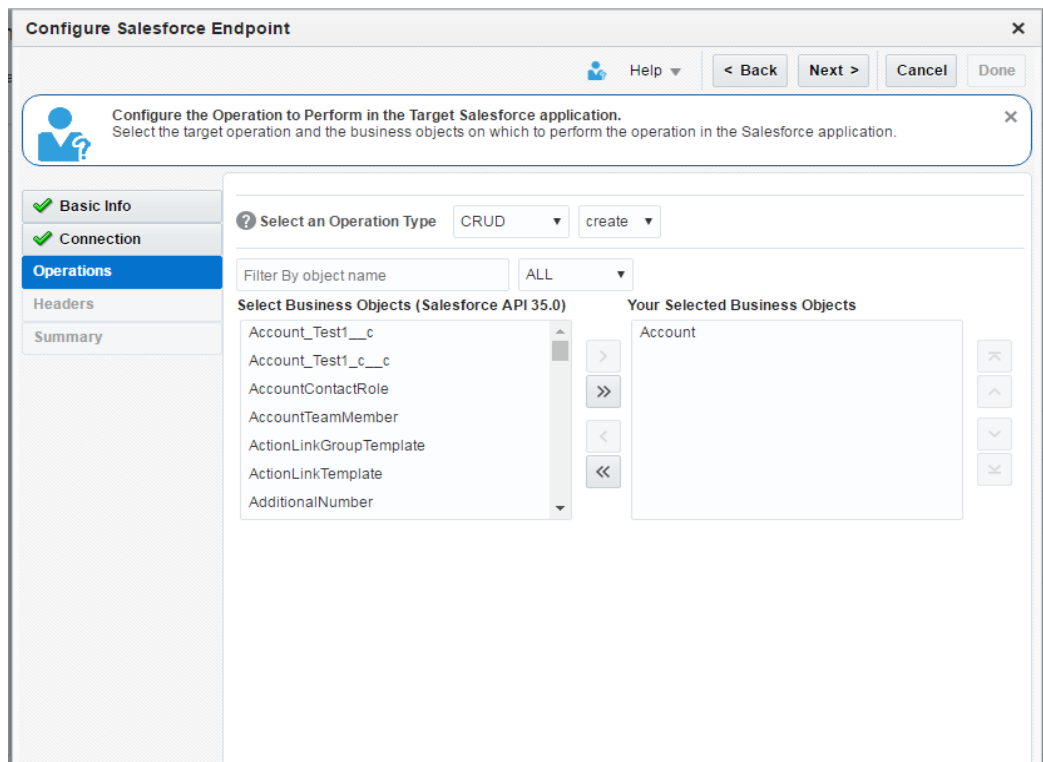 Configure Salesforce Endpoint
Help
< Back
Next >
Cancel
Done
Configure the Operation to Perform in the Target Salesforce application.
Select the target operation and the business objects on which to perform the operation in the Salesforce application.
Basic Info
Connection
Operations
Headers
Summary
Select an Operation Type
CRUD
create
Filter By object name
ALL
Select Business Objects (Salesforce API 35.0)
Your Selected Business Objects
Account_Test1__c
Account_Test1_c__c
AccountContactRole
AccountTeamMember
ActionLinkGroupTemplate
ActionLinkTemplate
AdditionalNumber
Account